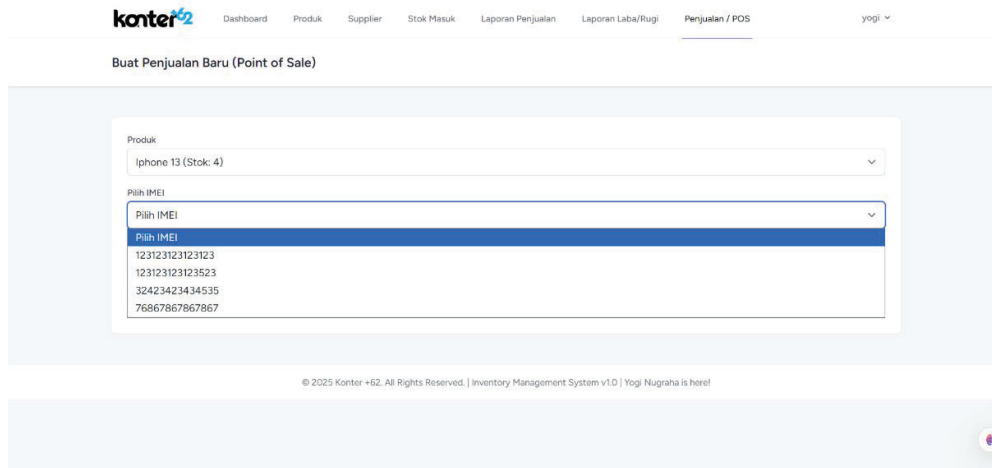 konter+62 Dashboard Produk Supplier Stok Masuk Laporan Penjualan Laporan Laba/Rugi Penjualan / POS yogi
Buat Penjualan Baru (Point of Sale)
Produk
Iphone 13 (Stok: 4)
Pilih IMEI
Pilih IMEI
Pilih IMEI
123123123123123
123123123123523
32423423434535
76867867867867
© 2025 Konter +62. All Rights Reserved. | Inventory Management System v1.0 | Yogi Nugraha is here!